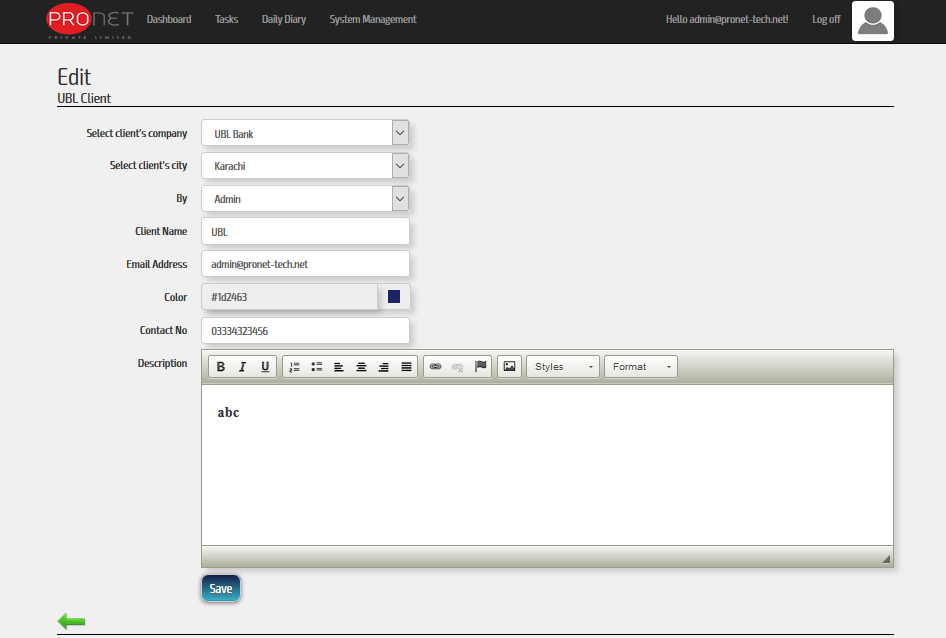 PRONET Dashboard Tasks Daily Diary System Management Hello admin@pronet-tech.net! Log off
PRIVATE LIMITED
Edit
UBL Client
Select client's company UBL Bank
Select client's city Karachi
By Admin
Client Name UBL
Email Address admin@pronet-tech.net
Color #1d2463
Contact No 03334323456
Description B I U Styles Format
abc
Save